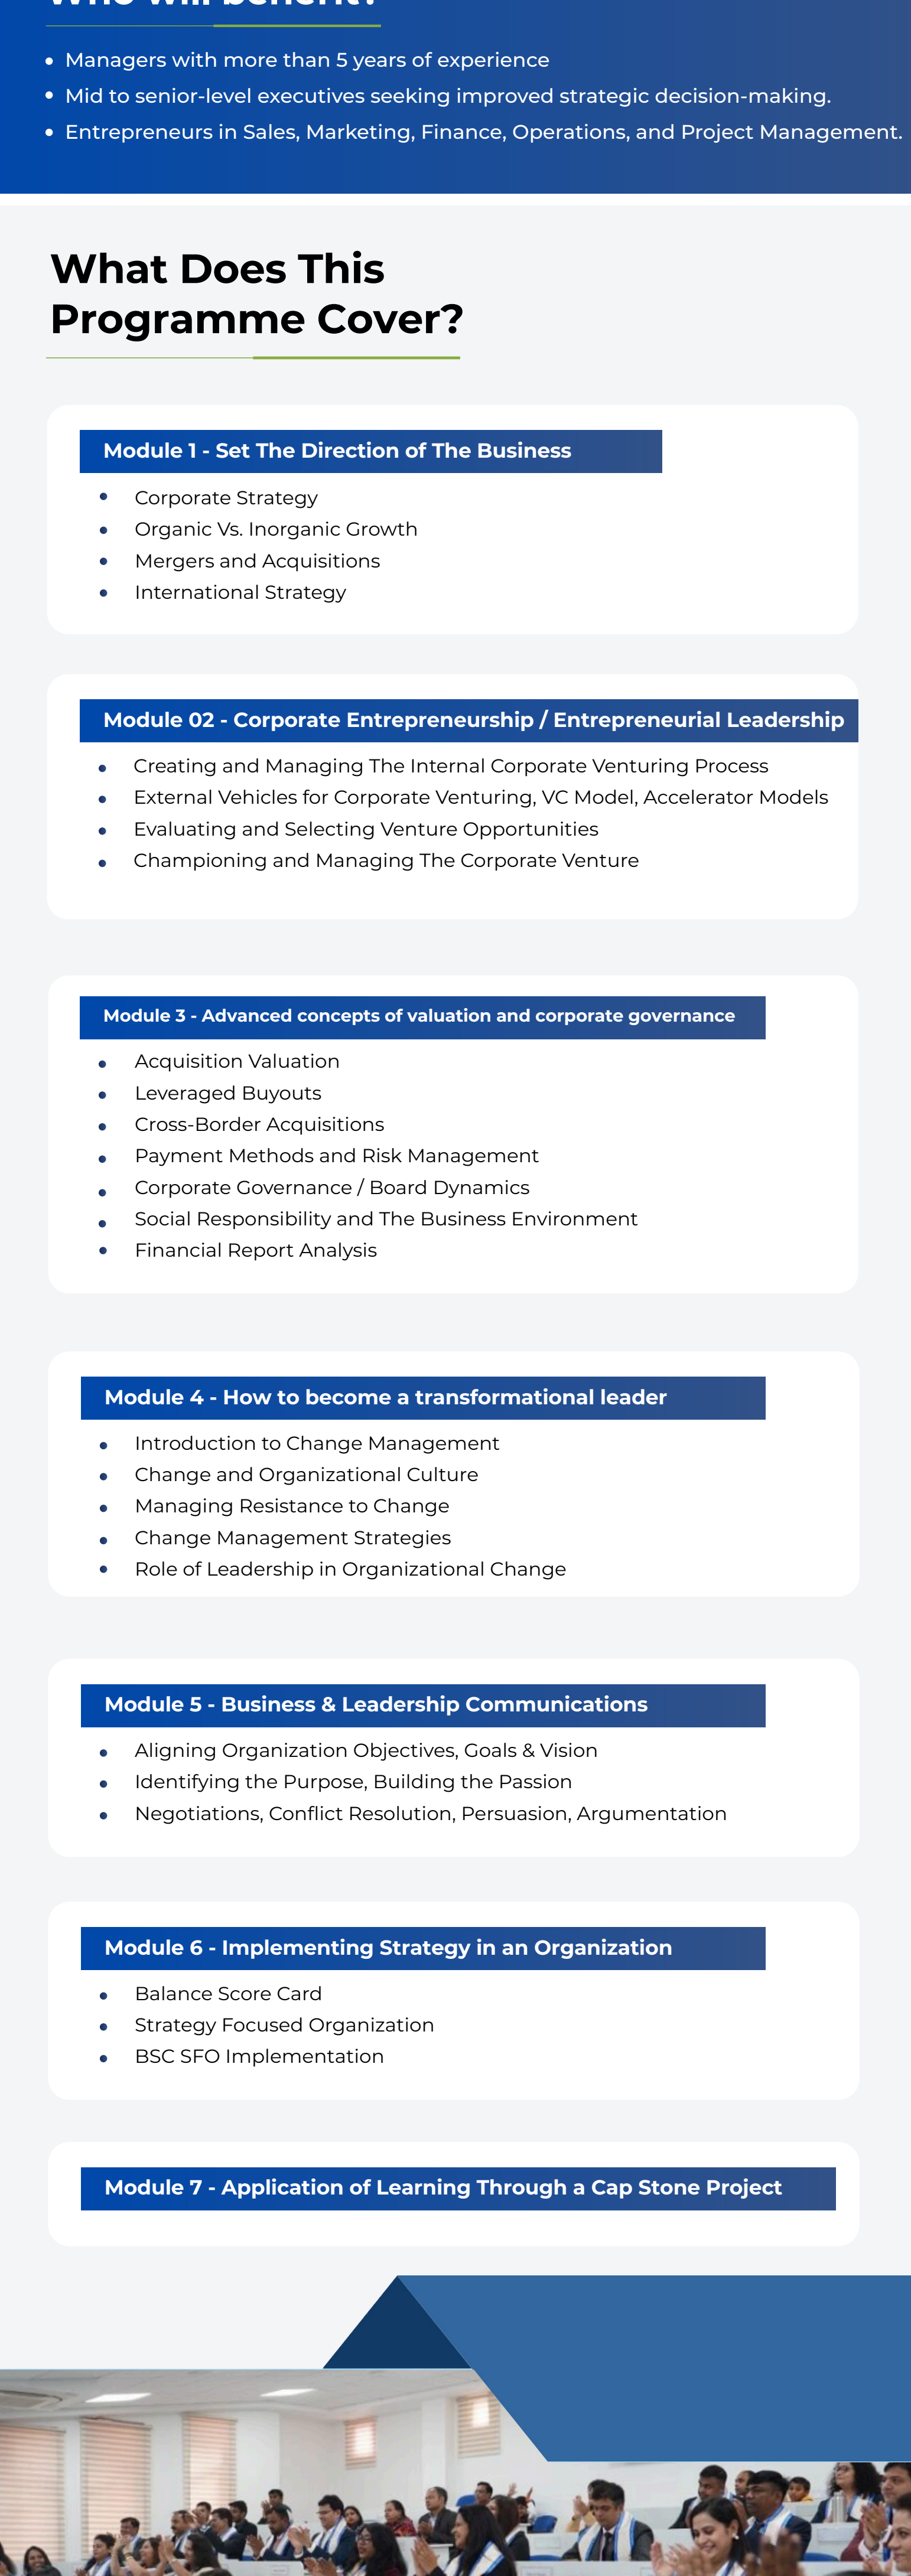 Who will benefit?
Managers with more than 5 years of experience
Mid to senior-level executives seeking improved strategic decision-making.
Entrepreneurs in Sales, Marketing, Finance, Operations, and Project Management.
What Does This
Programme Cover?
Module 1 - Set The Direction of The Business
Corporate Strategy
Organic Vs. Inorganic Growth
Mergers and Acquisitions
International Strategy
Module 02 - Corporate Entrepreneurship / Entrepreneurial Leadership
Creating and Managing The Internal Corporate Venturing Process
External Vehicles for Corporate Venturing, VC Model, Accelerator Models
Evaluating and Selecting Venture Opportunities
Championing and Managing The Corporate Venture
Module 3 - Advanced concepts of valuation and corporate governance
Acquisition Valuation
Leveraged Buyouts
Cross-Border Acquisitions
Payment Methods and Risk Management
Corporate Governance / Board Dynamics
Social Responsibility and The Business Environment
Financial Report Analysis
Module 4 - How to become a transformational leader
Introduction to Change Management
Change and Organizational Culture
Managing Resistance to Change
Change Management Strategies
Role of Leadership in Organizational Change
Module 5 - Business & Leadership Communications
Aligning Organization Objectives, Goals & Vision
Identifying the Purpose, Building the Passion
Negotiations, Conflict Resolution, Persuasion, Argumentation
Module 6 - Implementing Strategy in an Organization
Balance Score Card
Strategy Focused Organization
BSC SFO Implementation
Module 7 - Application of Learning Through a Cap Stone Project